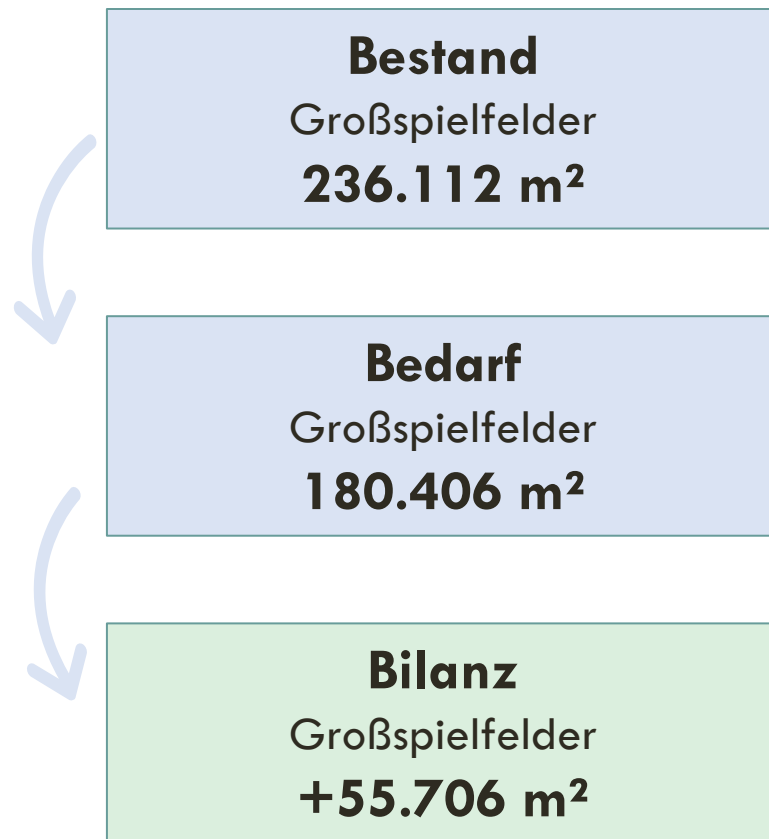 Bestand
Großspielfelder
236.112 m²
Bedarf
Großspielfelder
180.406 m²
Bilanz
Großspielfelder
+55.706 m²